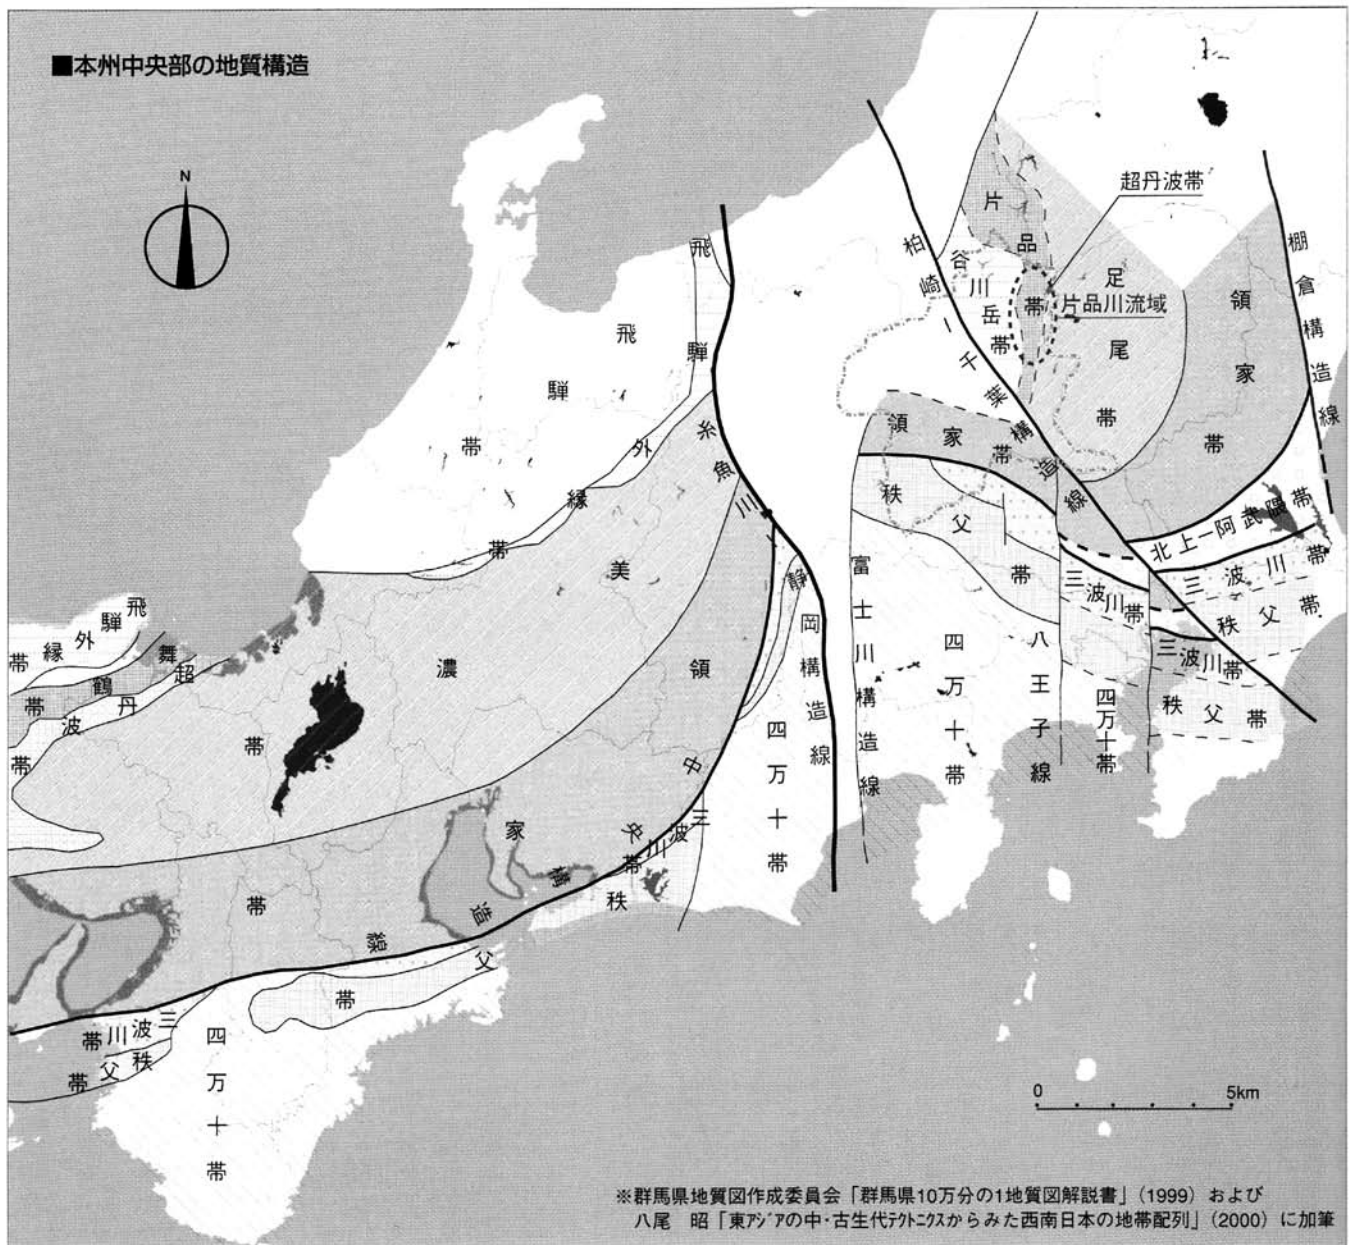 ■本州中央部の地質構造
N
超丹波帯
片品帯
片品川流域
谷川岳帯
足尾帯
領家帯
棚倉構造線
柏崎ー千葉構造線
飛騨帯
飛騨外縁帯
糸魚川ー静岡構造線
領家帯
秩父帯
北上ー阿武隈帯
三波川帯
秩父帯
三波川帯
三波川帯
秩父帯
富士川構造線
四万十帯
八王子線
四万十帯
飛騨外縁帯
舞鶴帯
超丹波帯
美濃帯
領家帯
中央構造線
三波川帯
秩父帯
四万十帯
三波川帯
秩父帯
四万十帯
0 5km
※群馬県地質図作成委員会「群馬県10万分の1地質図解説書」(1999) および
八尾 昭「東アジアの中・古生代テクトニクスからみた西南日本の地帯配列」(2000) に加筆